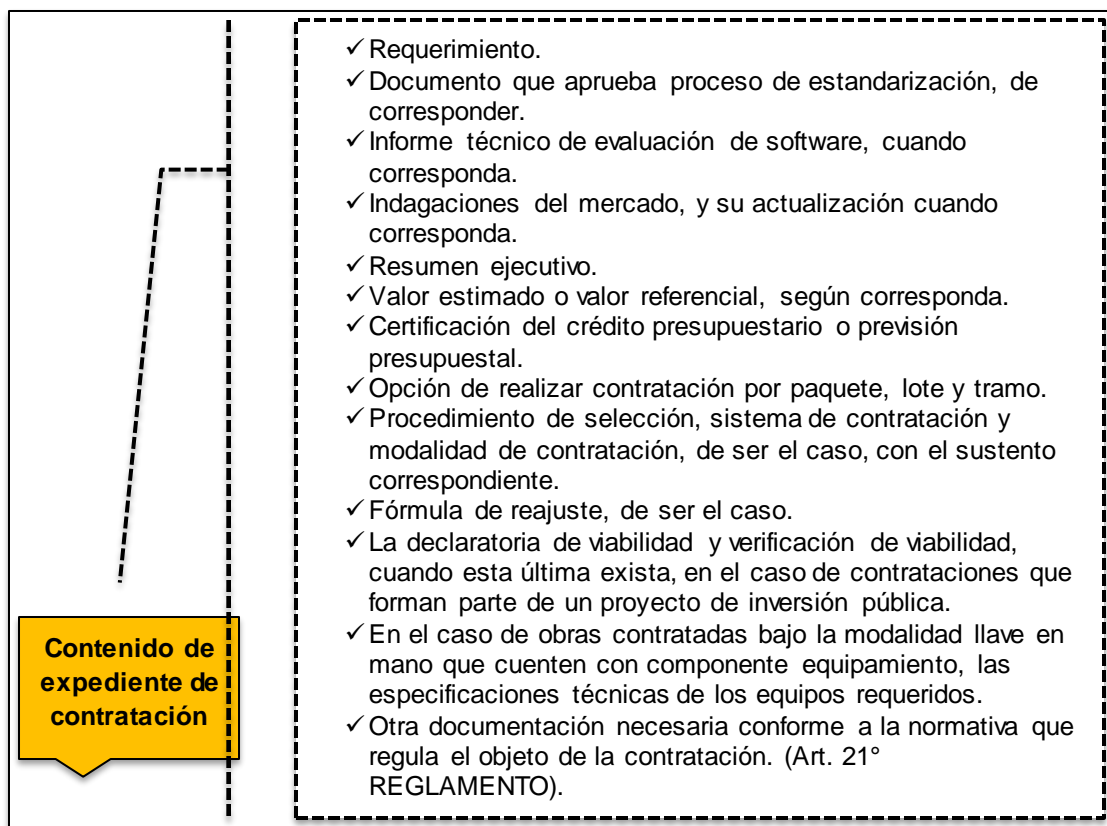 ✓ Requerimiento.
✓ Documento que aprueba proceso de estandarización, de
corresponder.
✓ Informe técnico de evaluación de software, cuando
corresponda.
✓ Indagaciones del mercado, y su actualización cuando
corresponda.
✓ Resumen ejecutivo.
✓ Valor estimado o valor referencial, según corresponda.
✓ Certificación del crédito presupuestario o previsión
presupuestal.
✓ Opción de realizar contratación por paquete, lote y tramo.
✓ Procedimiento de selección, sistema de contratación y
modalidad de contratación, de ser el caso, con el sustento
correspondiente.
✓ Fórmula de reajuste, de ser el caso.
✓ La declaratoria de viabilidad y verificación de viabilidad,
cuando esta última exista, en el caso de contrataciones que
forman parte de un proyecto de inversión pública.
✓ En el caso de obras contratadas bajo la modalidad llave en
mano que cuenten con componente equipamiento, las
especificaciones técnicas de los equipos requeridos.
✓ Otra documentación necesaria conforme a la normativa que
regula el objeto de la contratación. (Art. 21°
REGLAMENTO).
Contenido de
expediente de
contratación